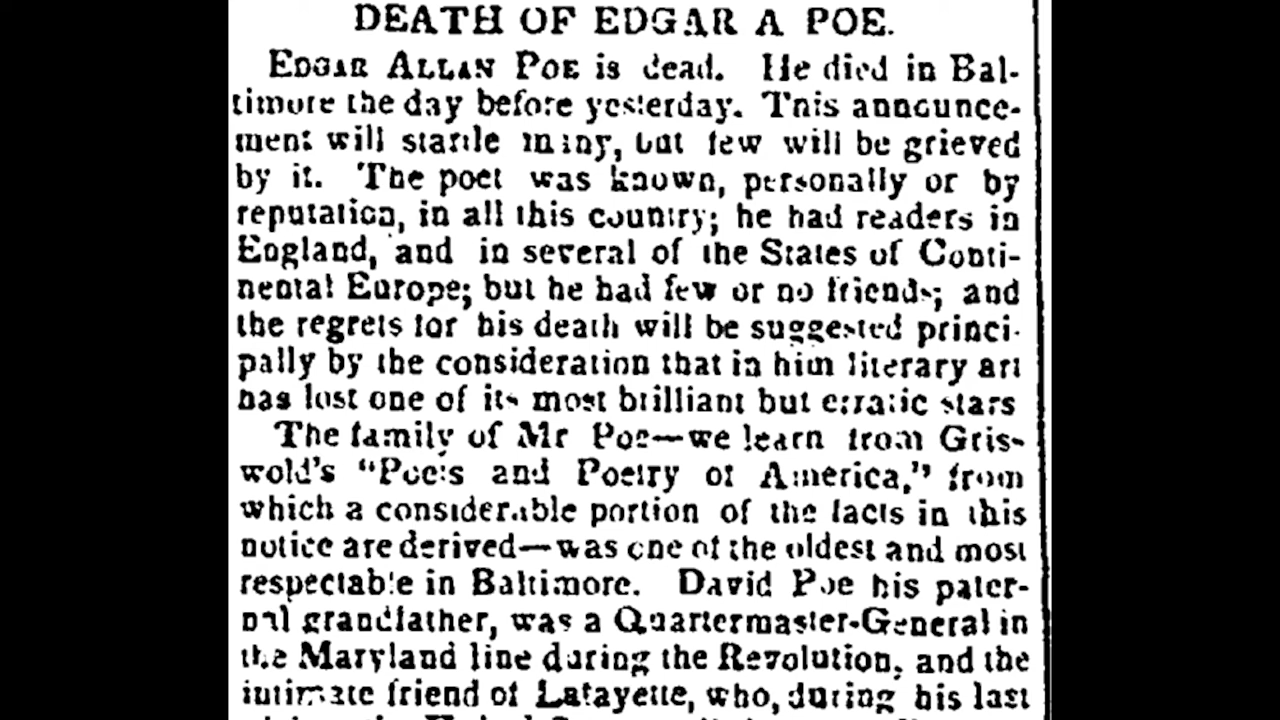 DEATH OF EDGAR A POE.
EDGAR ALLAN POE is dead. He died in Bal-
timore the day before yesterday. This announce-
ment will startle many, but few will be grieved
by it. The poet was known, personally or by
reputation, in all this country; he had readers in
England, and in several of the States of Conti-
nental Europe; but he had few or no friends; and
the regrets for his death will be suggested princi-
pally by the consideration that in him literary art
has lost one of its most brilliant but erratic stars
The family of Mr Poe—we learn from Gris-
wold's "Poets and Poetry of America," from
which a considerable portion of the facts in this
notice are derived—was one of the oldest and most
respectable in Baltimore. David Poe his pater-
nal grandfather, was a Quartermaster-General in
the Maryland line during the Revolution, and the
intimate friend of Lafayette, who, during his last